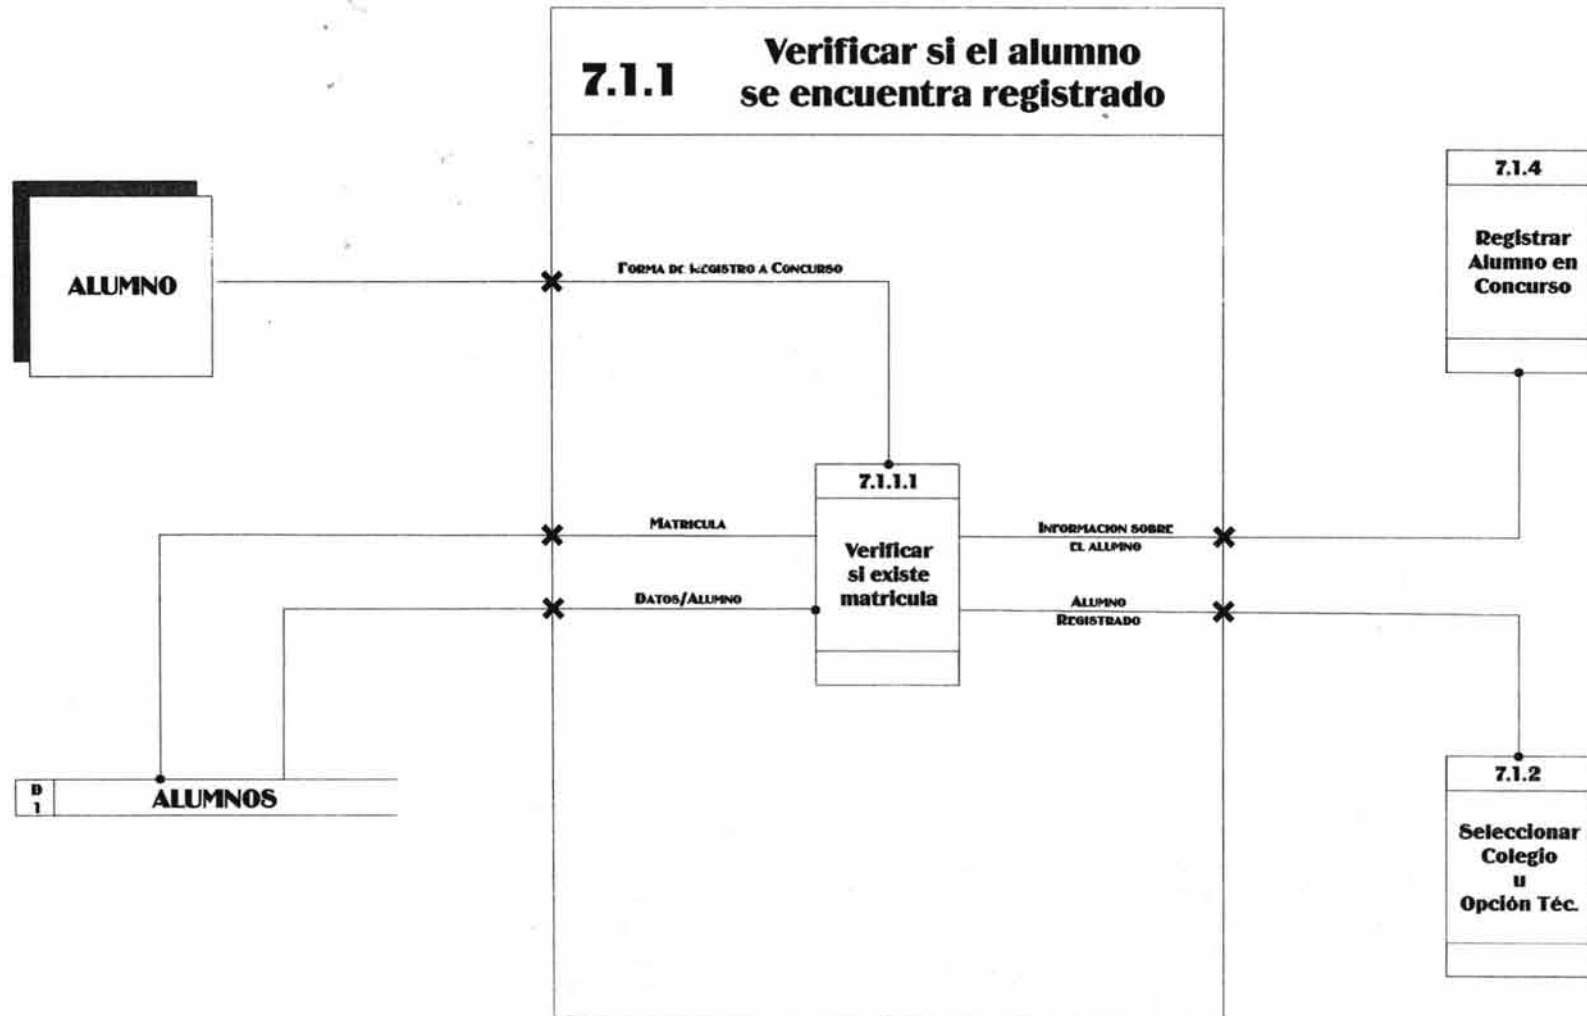 7.1.1
Verificar si el alumno
se encuentra registrado
7.1.4
Registrar
Alumno en
Concurso
ALUMNO
FORMA DE REGISTRO A CONCURSO
7.1.1.1
Verificar
si existe
matricula
MATRICULA
DATOS/ALUMNO
INFORMACION SOBRE
EL ALUMNO
ALUMNO
REGISTRADO
D
1
ALUMNOS
7.1.2
Seleccionar
Colegio
u
Opción Téc.